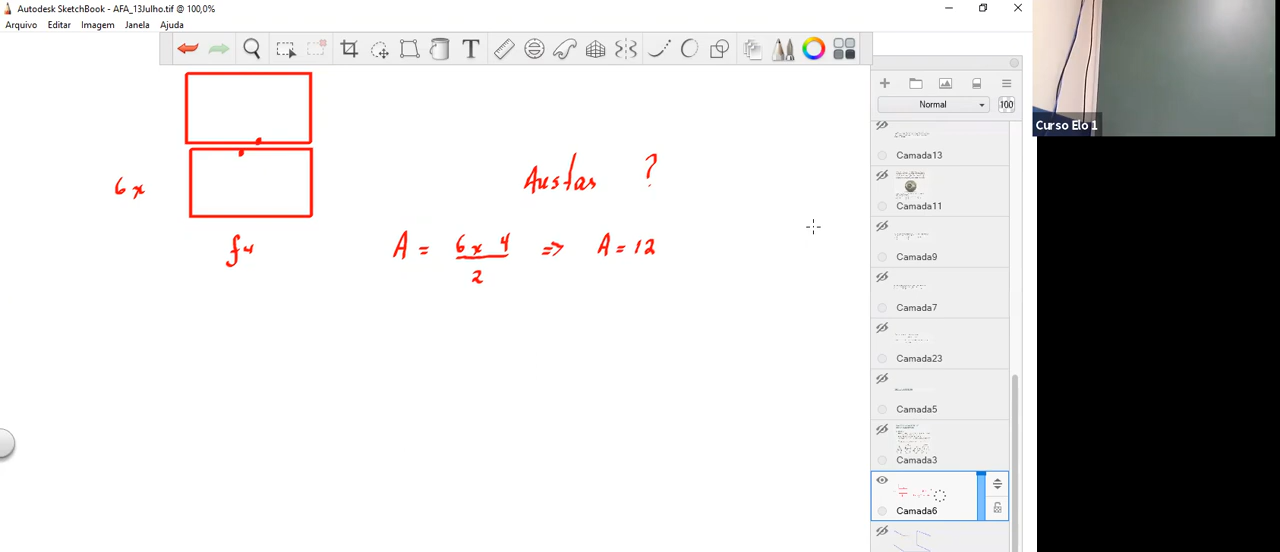 Autodesk SketchBook - AFA_13Julho.tif @ 100,0%
Arquivo Editar Imagem Janela Ajuda
T
Normal 100
Camada13
Camada11
Camada9
Camada7
Camada23
Camada5
Camada3
Camada6
Curso Elo 1
Austas ?
6x
f4
A = 6x4/2 => A = 12